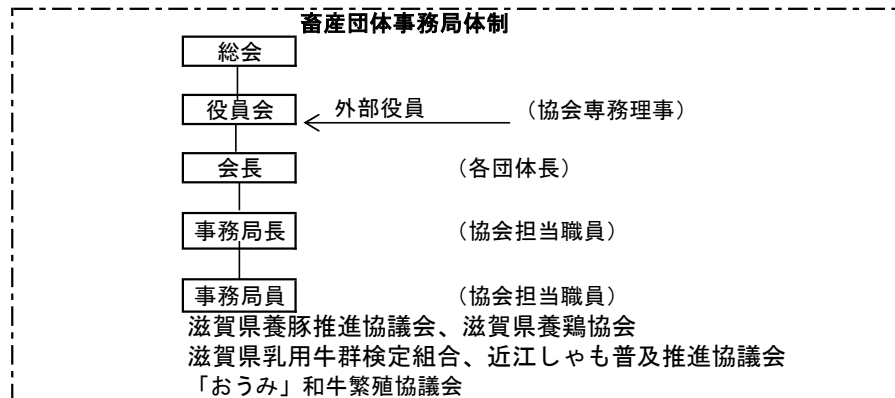 畜産団体事務局体制
総会
役員会 外部役員 （協会専務理事）
会長 （各団体長）
事務局長 （協会担当職員）
事務局員 （協会担当職員）
滋賀県養豚推進協議会、滋賀県養鶏協会
滋賀県乳用牛群検定組合、近江しゃも普及推進協議会
「おうみ」和牛繁殖協議会